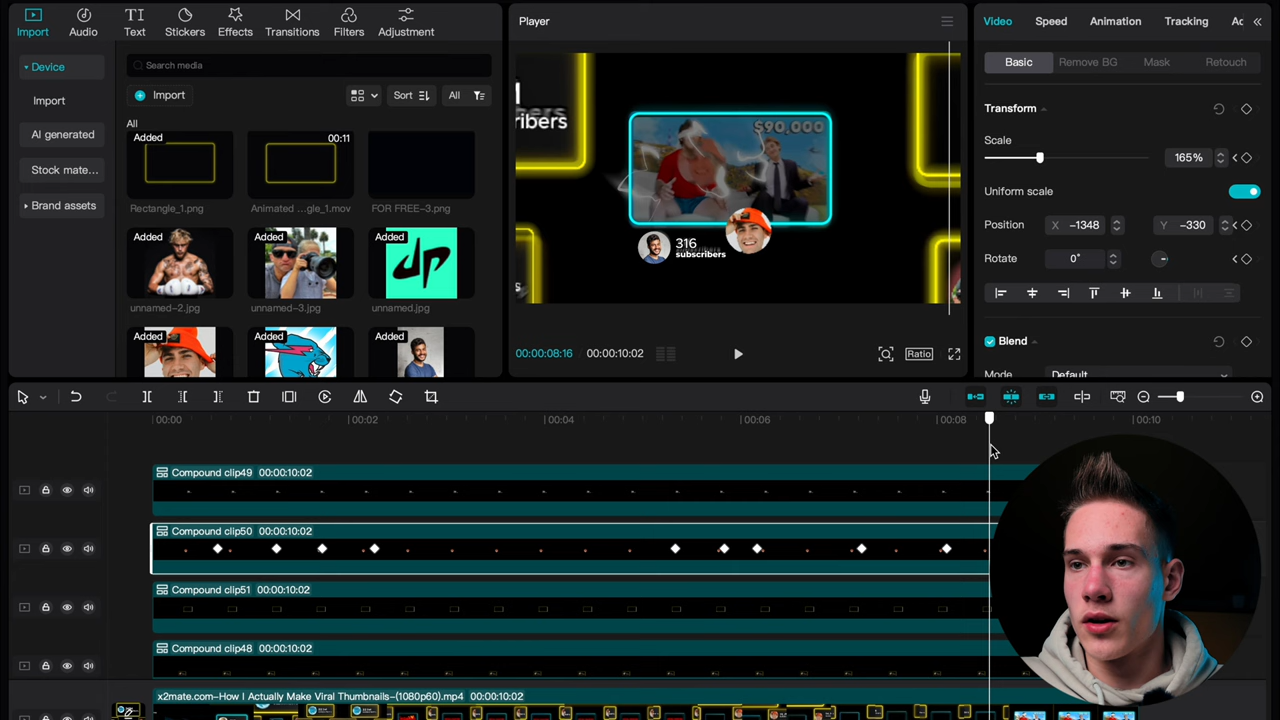 Import
Audio
Text
Stickers
Effects
Transitions
Filters
Adjustment
Device
Import
AI generated
Stock mate...
Brand assets
Search media
Import
Sort
All
All
Added
Rectangle_1.png
00:11
Animated ...gle_1.mov
FOR FREE-3.png
Added
unnamed-2.jpg
Added
unnamed-3.jpg
Added
unnamed.jpg
Added
Added
Added
Player
ribers
$90,000
316
subscribers
00:00:08:16
00:00:10:02
Ratio
Video
Speed
Animation
Tracking
Ac
Basic
Remove BG
Mask
Retouch
Transform
Scale
165%
Uniform scale
Position
X
-1348
Y
-330
Rotate
0°
Blend
Mode
Default
00:00
00:02
00:04
00:06
00:08
00:10
Compound clip49 00:00:10:02
Compound clip50 00:00:10:02
Compound clip51 00:00:10:02
Compound clip48 00:00:10:02
x2mate.com-How I Actually Make Viral Thumbnails-(1080p60).mp4 00:00:10:02